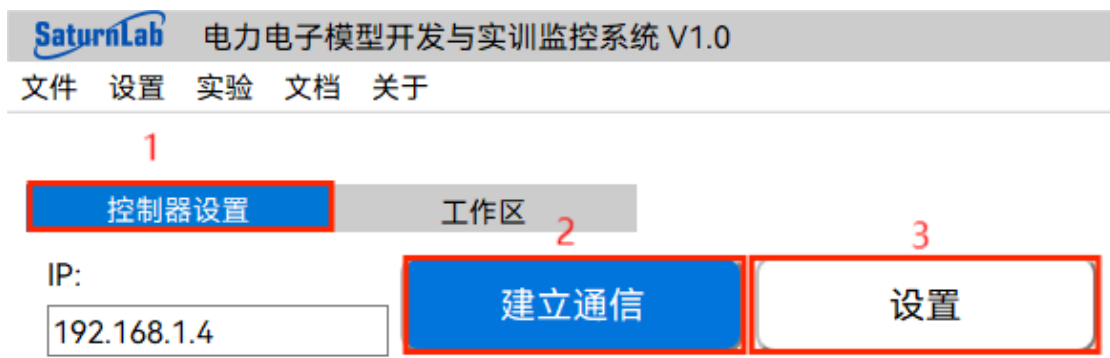 SaturnLab 电力电子模型开发与实训监控系统 V1.0
文件 设置 实验 文档 关于
1
控制器设置 工作区
2 3
IP:
建立通信 设置
192.168.1.4